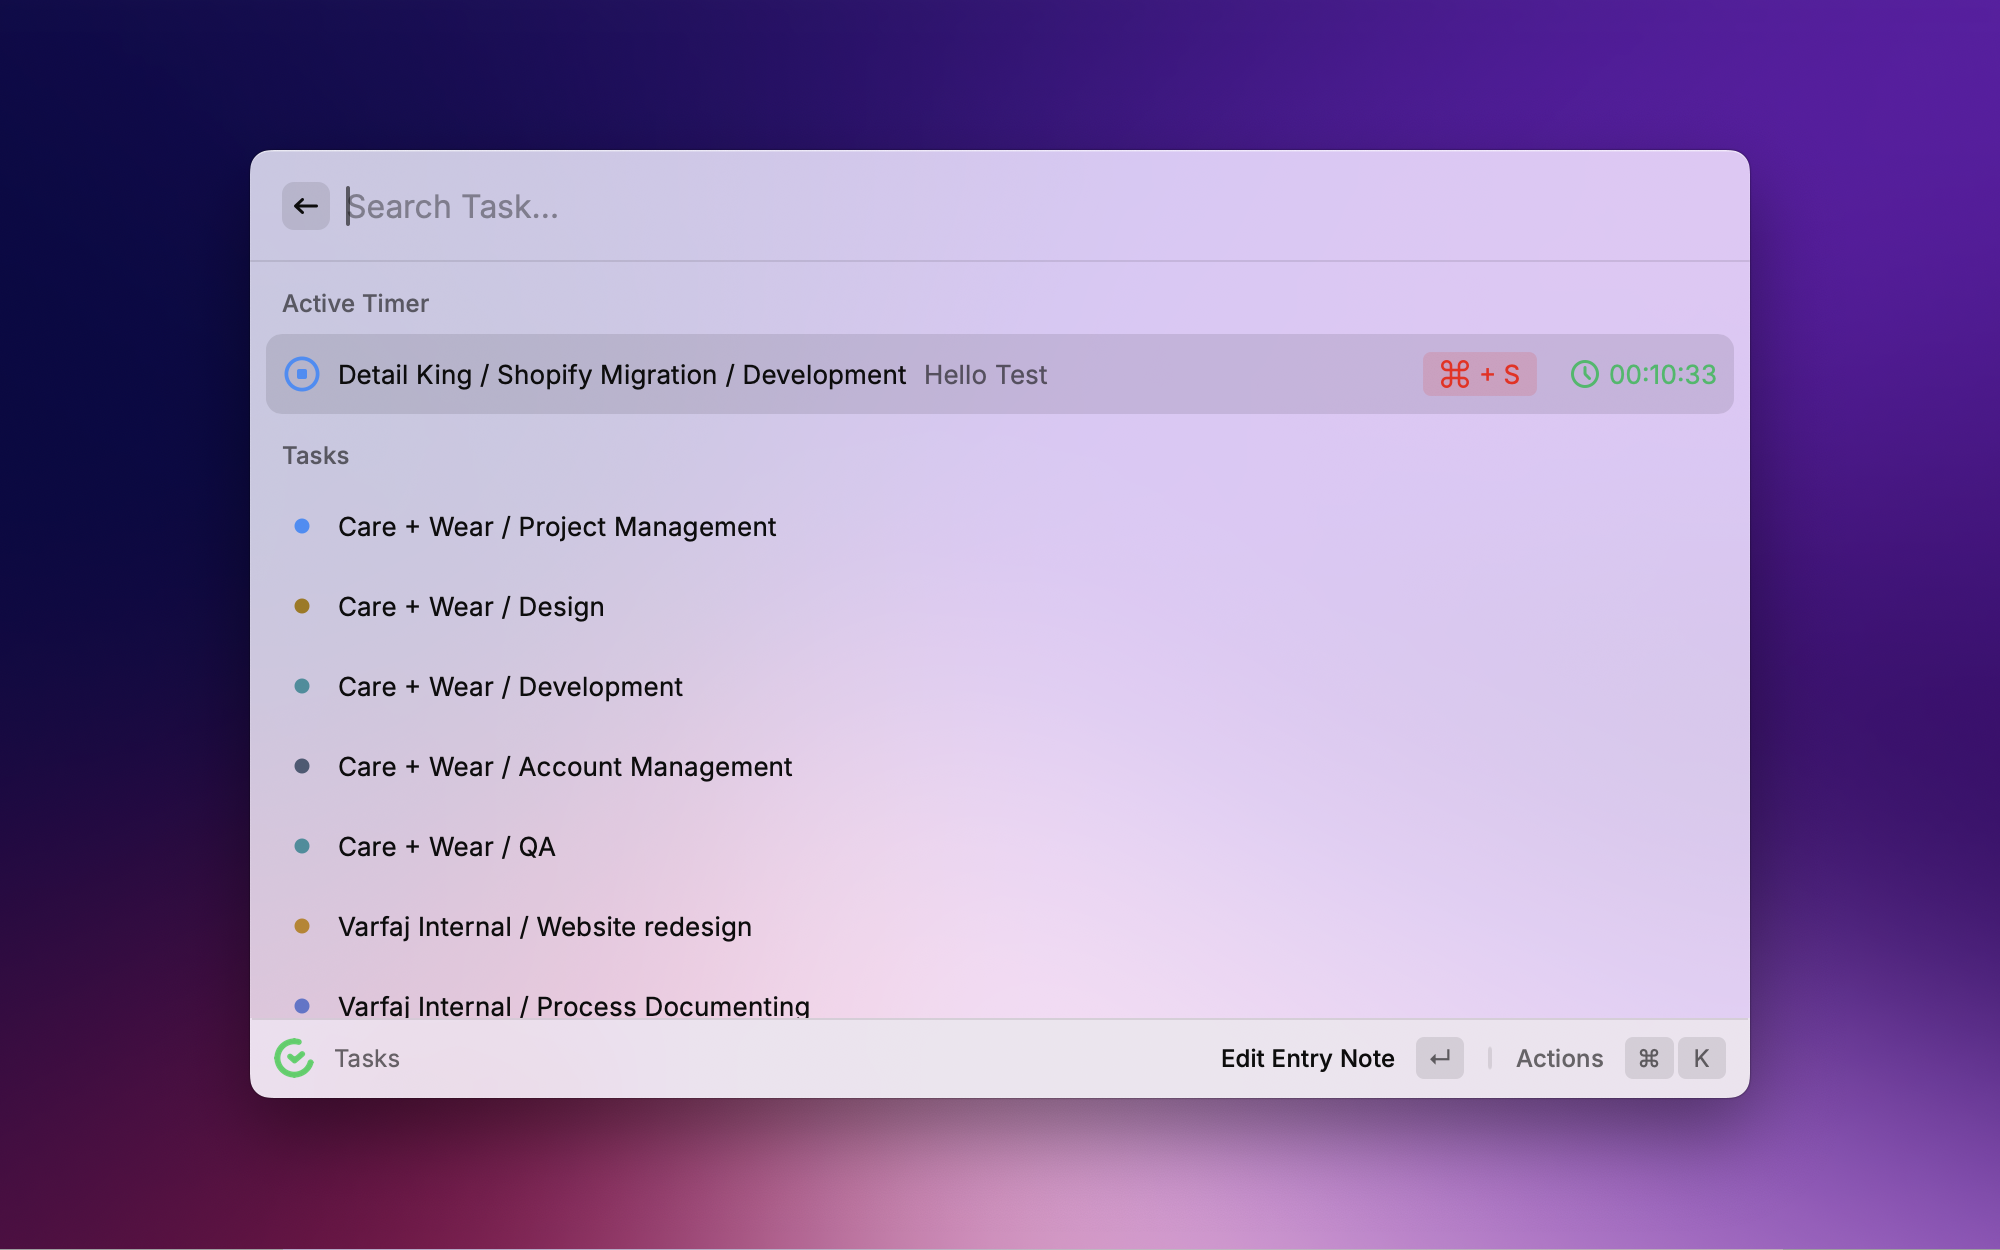 Search Task...
Active Timer
Detail King / Shopify Migration / Development Hello Test ⌘ + S 00:10:33
Tasks
Care + Wear / Project Management
Care + Wear / Design
Care + Wear / Development
Care + Wear / Account Management
Care + Wear / QA
Varfaj Internal / Website redesign
Varfaj Internal / Process Documenting
Tasks Edit Entry Note ↵ Actions ⌘ K